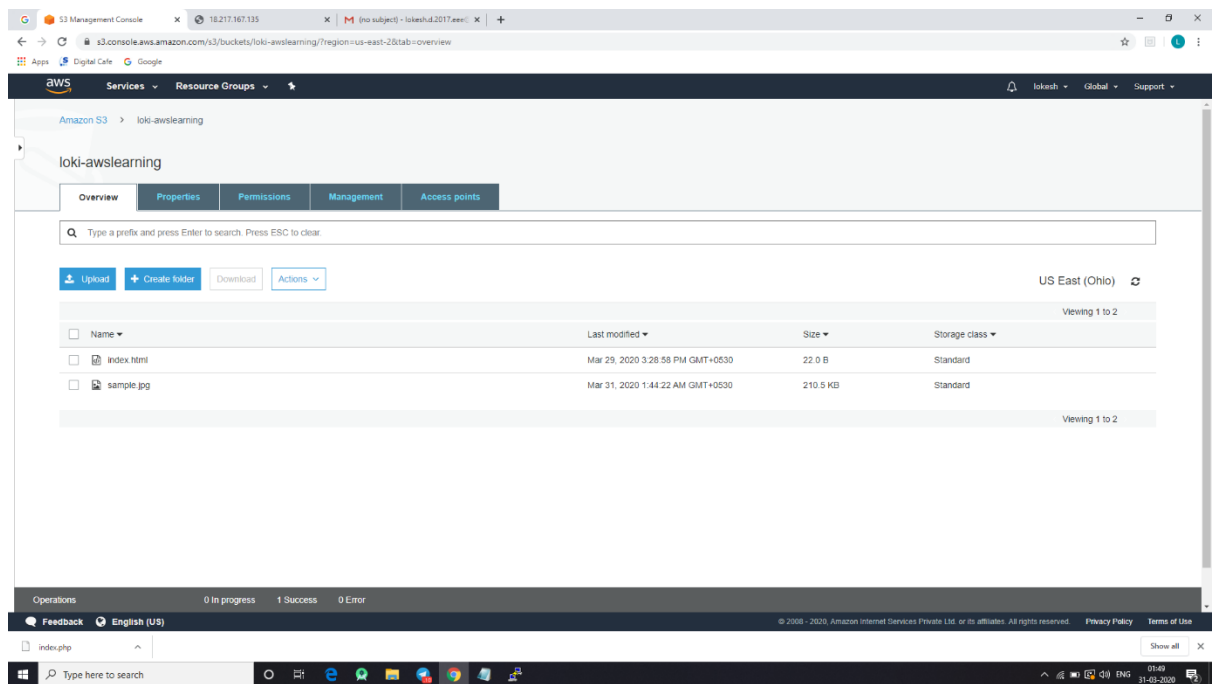 S3 Management Console 18.217.167.135 (no subject) - lokesh.d.2017.eee
s3.console.aws.amazon.com/s3/buckets/loki-awslearning/?region=us-east-2&tab=overview
Apps Digital Cafe Google
aws Services Resource Groups lokesh Global Support
Amazon S3 > loki-awslearning
loki-awslearning
Overview Properties Permissions Management Access points
Type a prefix and press Enter to search. Press ESC to clear.
Upload + Create folder Download Actions US East (Ohio)
Viewing 1 to 2
Name Last modified Size Storage class
index.html Mar 29, 2020 3:28:58 PM GMT+0530 22.0 B Standard
sample.jpg Mar 31, 2020 1:44:22 AM GMT+0530 210.5 KB Standard
Viewing 1 to 2
Operations 0 In progress 1 Success 0 Error
Feedback English (US) © 2008 - 2020, Amazon Internet Services Private Ltd. or its affiliates. All rights reserved. Privacy Policy Terms of Use
index.php Show all
Type here to search ENG 01:49
31-03-2020